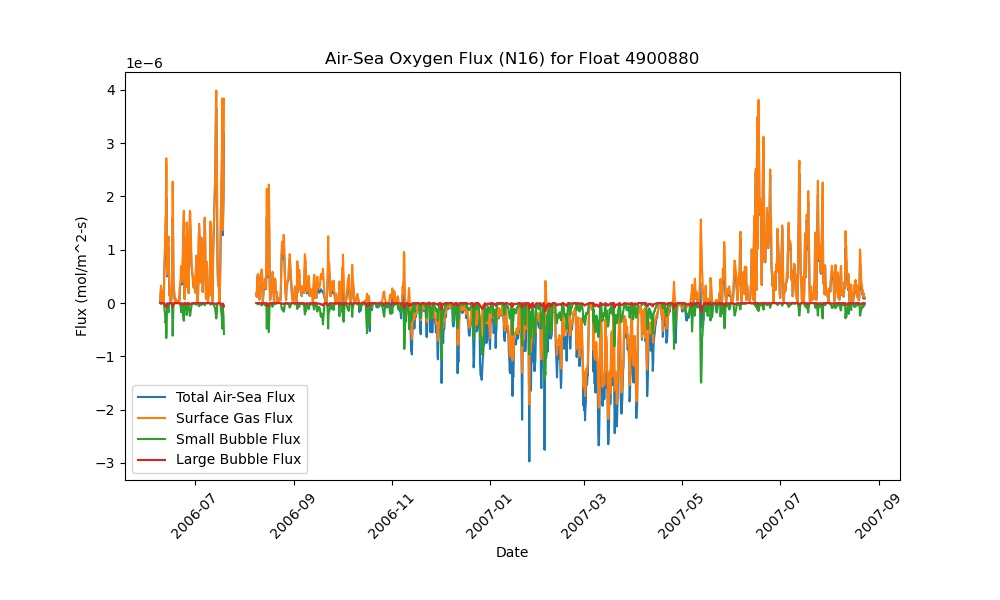 Air-Sea Oxygen Flux (N16) for Float 4900880
1e−6
4
3
2
1
0
−1
−2
−3
Flux (mol/m^2-s)
Total Air-Sea Flux
Surface Gas Flux
Small Bubble Flux
Large Bubble Flux
2006-07
2006-09
2006-11
2007-01
2007-03
2007-05
2007-07
2007-09
Date